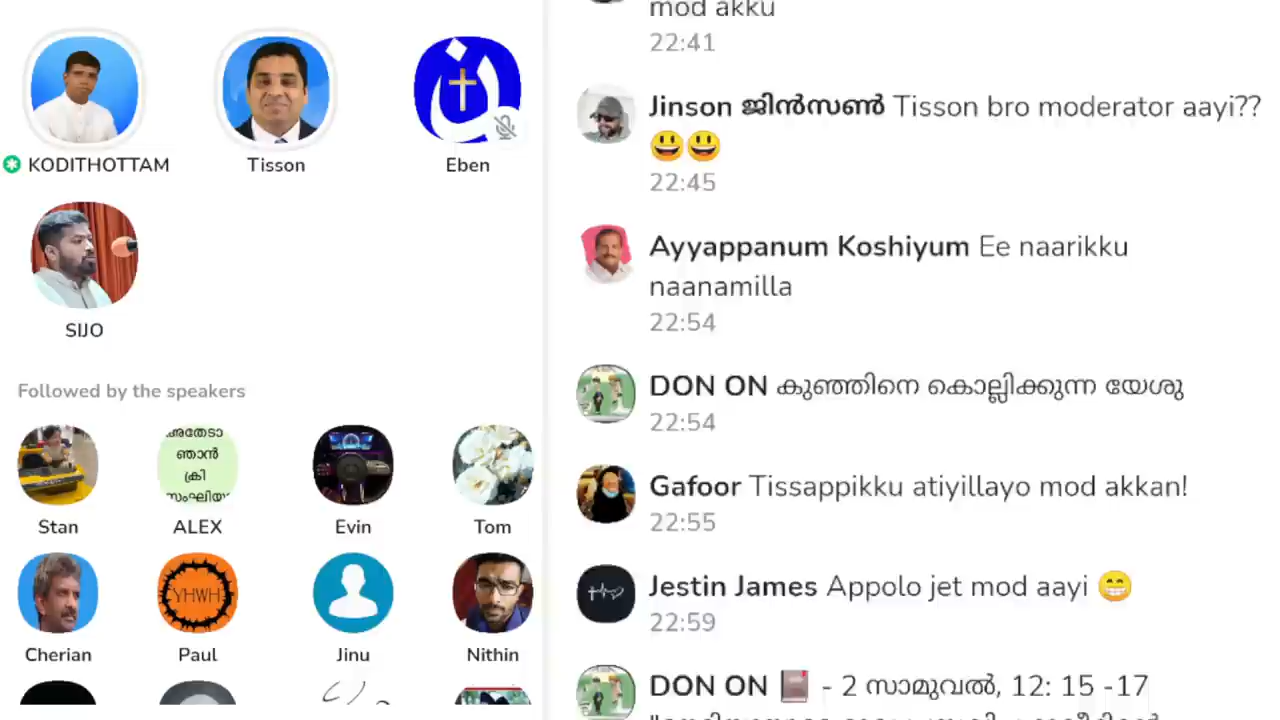 KODITHOTTAM
Tisson
Eben
SIJO
Followed by the speakers
അതേടാ
ഞാൻ
ക്രി
സംഘിയ
Stan
ALEX
Evin
Tom
YHWH
Cherian
Paul
Jinu
Nithin
mod akku
22:41
Jinson ജിൻസൺ Tisson bro moderator aayi??
😃😃
22:45
Ayyappanum Koshiyum Ee naarikku
naanamilla
22:54
DON ON കുഞ്ഞിനെ കൊല്ലിക്കുന്ന യേശു
22:54
Gafoor Tissappikku atiyillayo mod akkan!
22:55
Jestin James Appolo jet mod aayi 😁
22:59
DON ON 📕 - 2 സാമുവൽ, 12: 15 -17